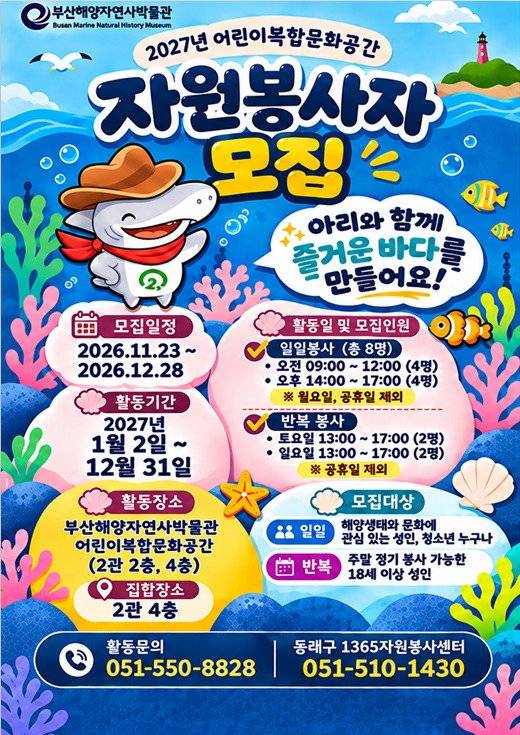 부산해양자연사박물관
Busan Marine Natural History Museum
2027년 어린이복합문화공간
자원봉사자
모집
아리와 함께
즐거운 바다를
만들어요!
모집일정
2026.11.23 ~
2026.12.28
활동기간
2027년
1월 2일 ~
12월 31일
활동장소
부산해양자연사박물관
어린이복합문화공간
(2관 2층, 4층)
집합장소
2관 4층
활동일 및 모집인원
일일봉사 (총 8명)
• 오전 09:00 ~ 12:00 (4명)
• 오후 14:00 ~ 17:00 (4명)
※ 월요일, 공휴일 제외
반복 봉사
• 토요일 13:00 ~ 17:00 (2명)
• 일요일 13:00 ~ 17:00 (2명)
※ 공휴일 제외
모집대상
일일 해양생태와 문화에
관심 있는 성인, 청소년 누구나
반복 주말 정기 봉사 가능한
18세 이상 성인
활동문의
051-550-8828
동래구 1365자원봉사센터
051-510-1430